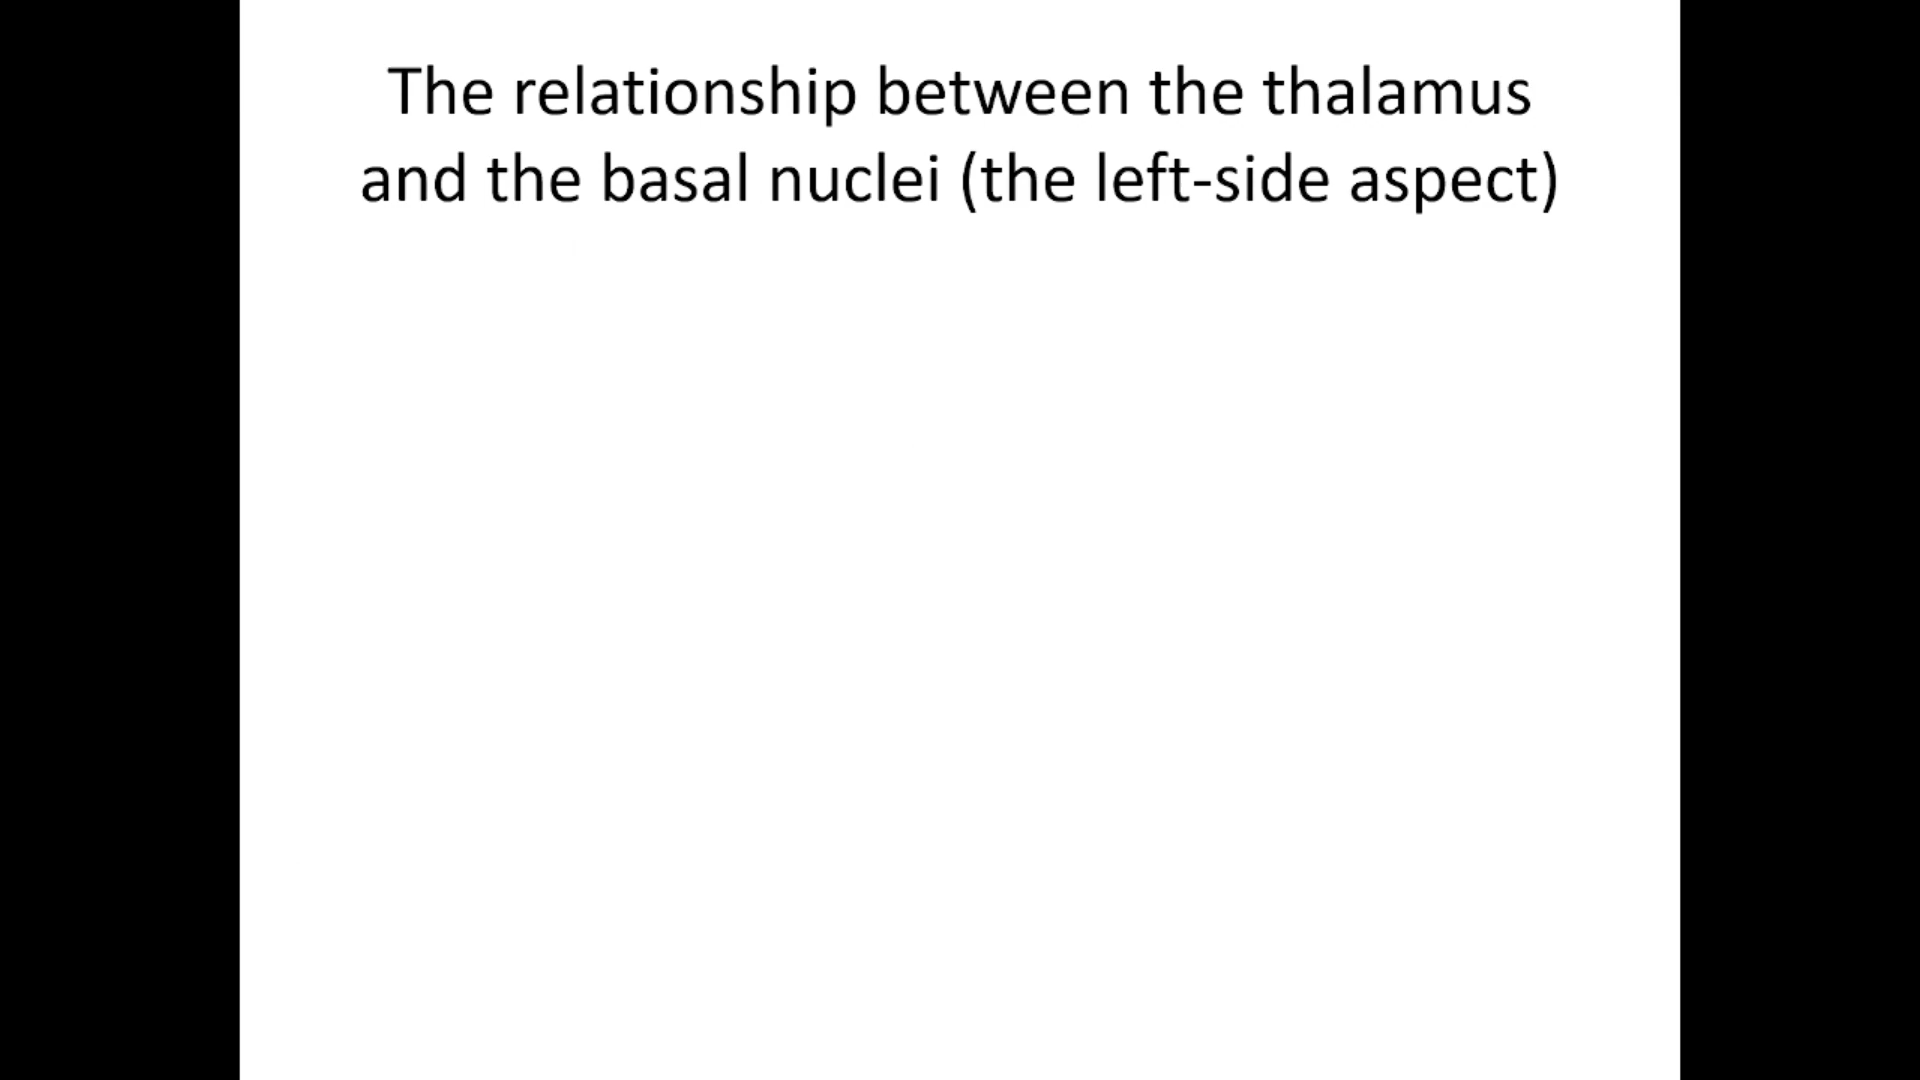 The relationship between the thalamus
and the basal nuclei (the left-side aspect)